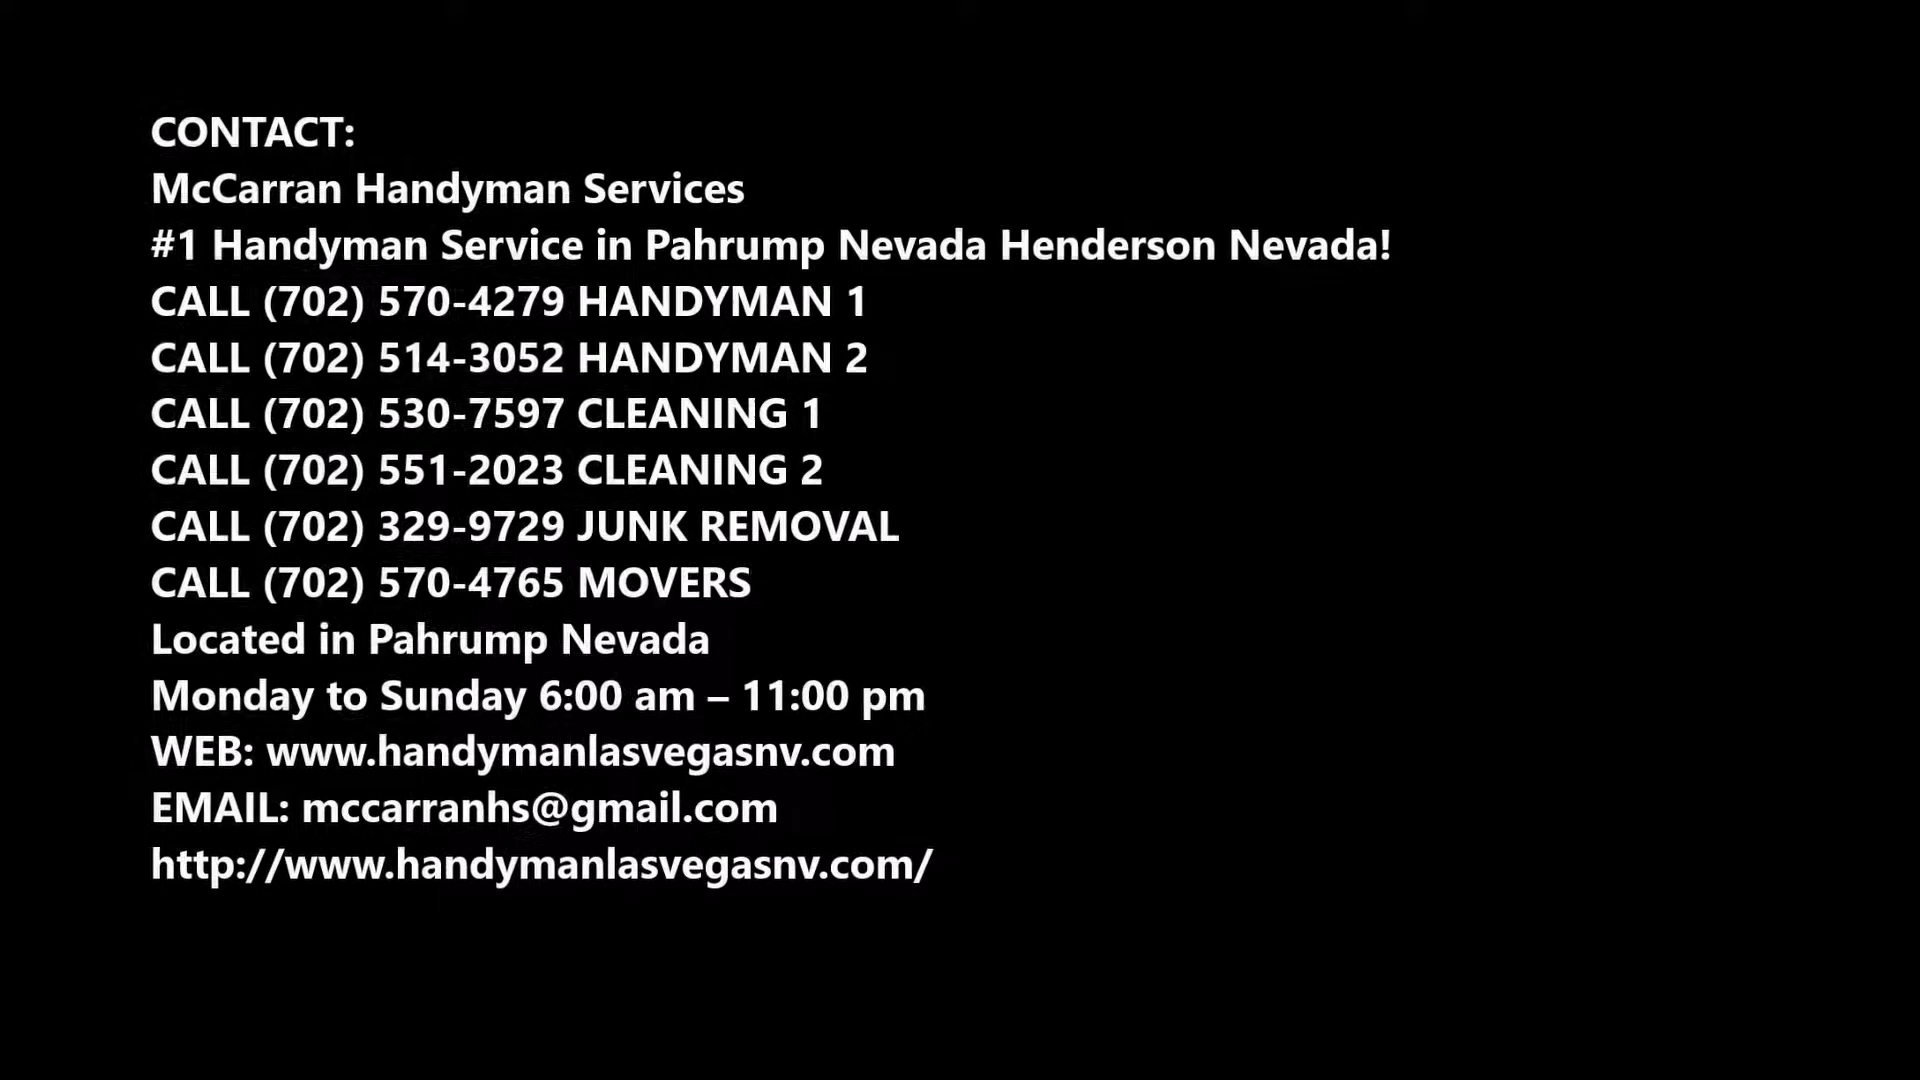 CONTACT:
McCarran Handyman Services
#1 Handyman Service in Pahrump Nevada Henderson Nevada!
CALL (702) 570-4279 HANDYMAN 1
CALL (702) 514-3052 HANDYMAN 2
CALL (702) 530-7597 CLEANING 1
CALL (702) 551-2023 CLEANING 2
CALL (702) 329-9729 JUNK REMOVAL
CALL (702) 570-4765 MOVERS
Located in Pahrump Nevada
Monday to Sunday 6:00 am – 11:00 pm
WEB: www.handymanlasvegasnv.com
EMAIL: mccarranhs@gmail.com
http://www.handymanlasvegasnv.com/